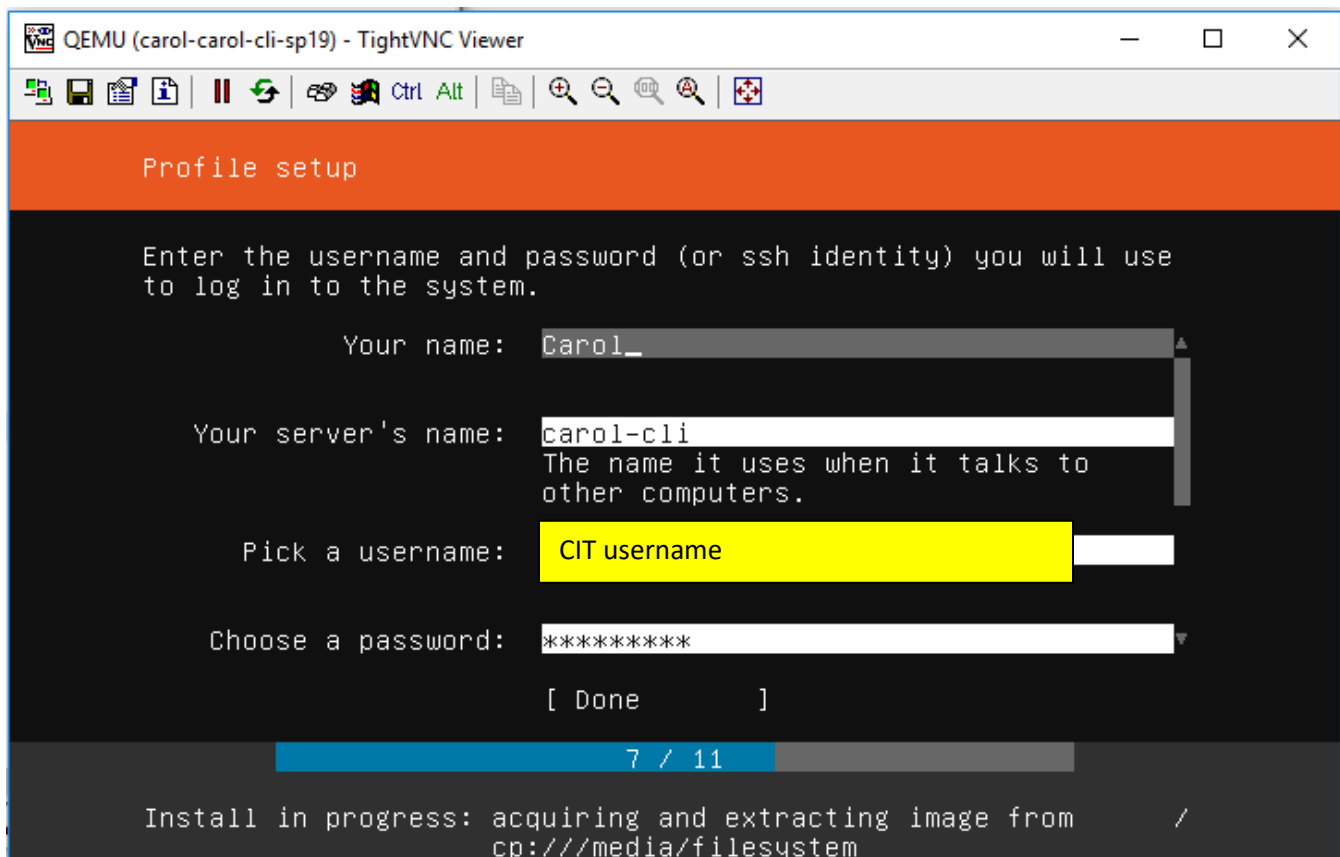 QEMU (carol-carol-cli-sp19) - TightVNC Viewer
Ctrl Alt
Profile setup
Enter the username and password (or ssh identity) you will use
to log in to the system.
Your name: Carol_
Your server's name: carol-cli
The name it uses when it talks to
other computers.
Pick a username: CIT username
Choose a password: *********
[ Done ]
7 / 11
Install in progress: acquiring and extracting image from /
cp:///media/filesystem